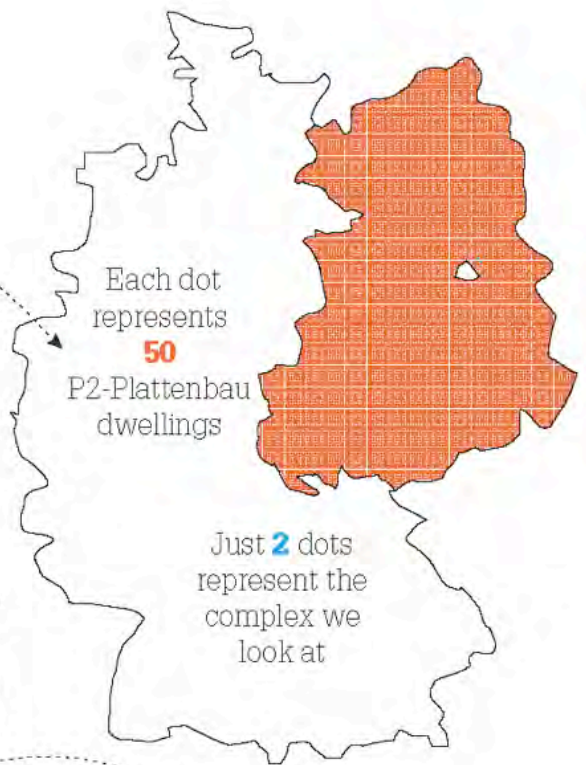 Each dot
represents
50
P2-Plattenbau
dwellings
Just 2 dots
represent the
complex we
look at